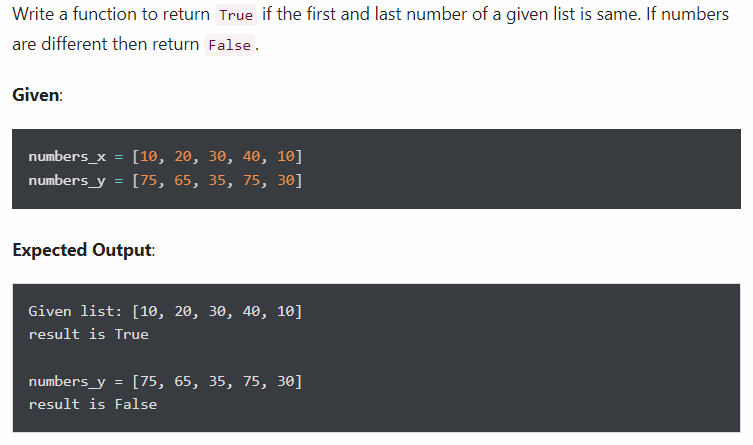 Write a function to return True if the first and last number of a given list is same. If numbers
are different then return False.
Given:
numbers_x = [10, 20, 30, 40, 10]
numbers_y = [75, 65, 35, 75, 30]
Expected Output:
Given list: [10, 20, 30, 40, 10]
result is True
numbers_y = [75, 65, 35, 75, 30]
result is False